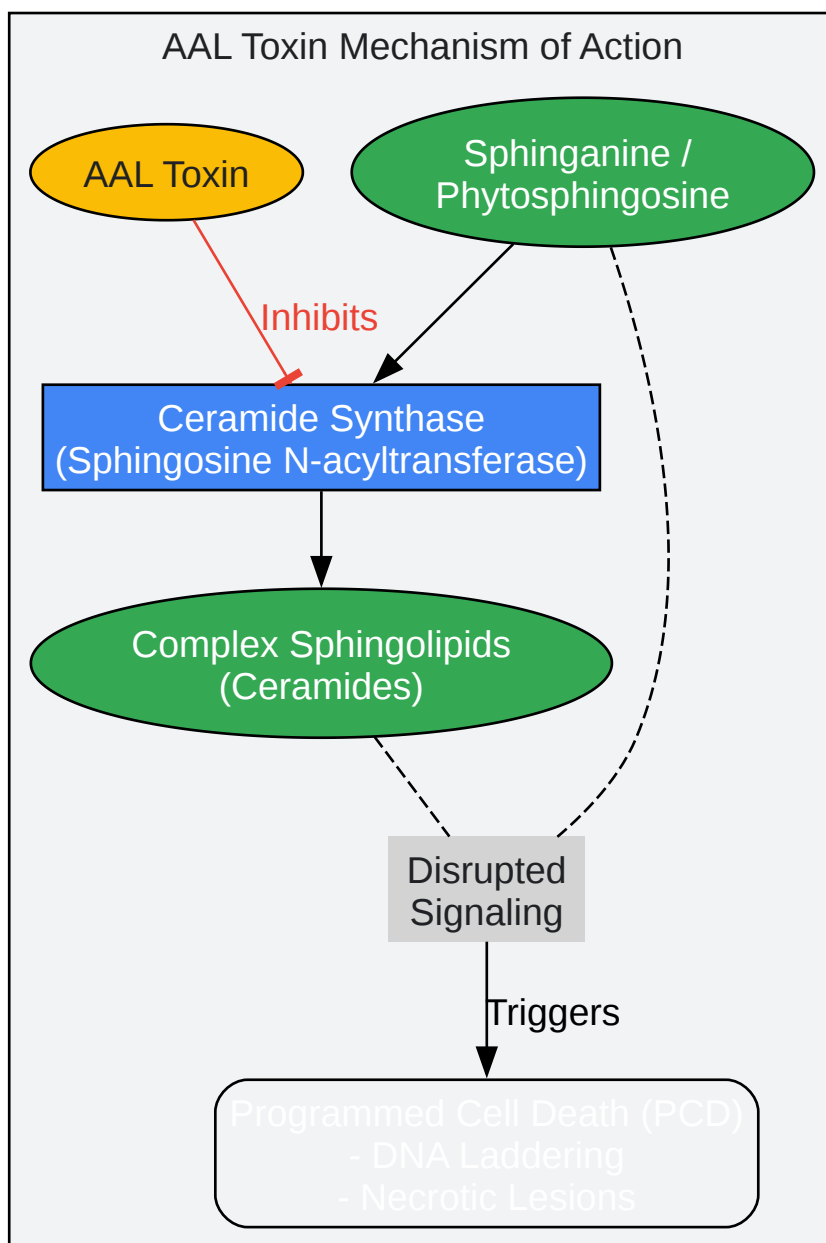 AAL Toxin Mechanism of Action
AAL Toxin
Sphinganine /
Phytosphingosine
Inhibits
Ceramide Synthase
(Sphingosine N-acyltransferase)
Complex Sphingolipids
(Ceramides)
Disrupted
Signaling
Triggers
Programmed Cell Death (PCD)
- DNA Laddering
- Necrotic Lesions